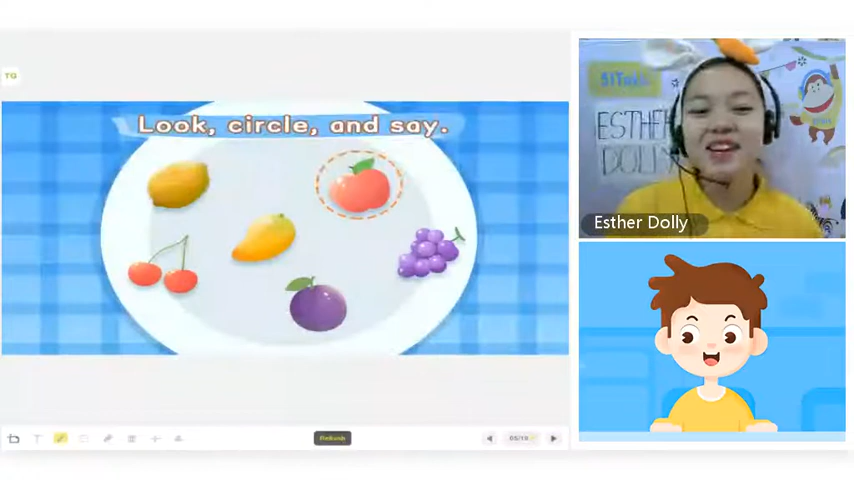 TG
Look, circle, and say.
51Talk
ESTHER
DOLLY
Esther Dolly